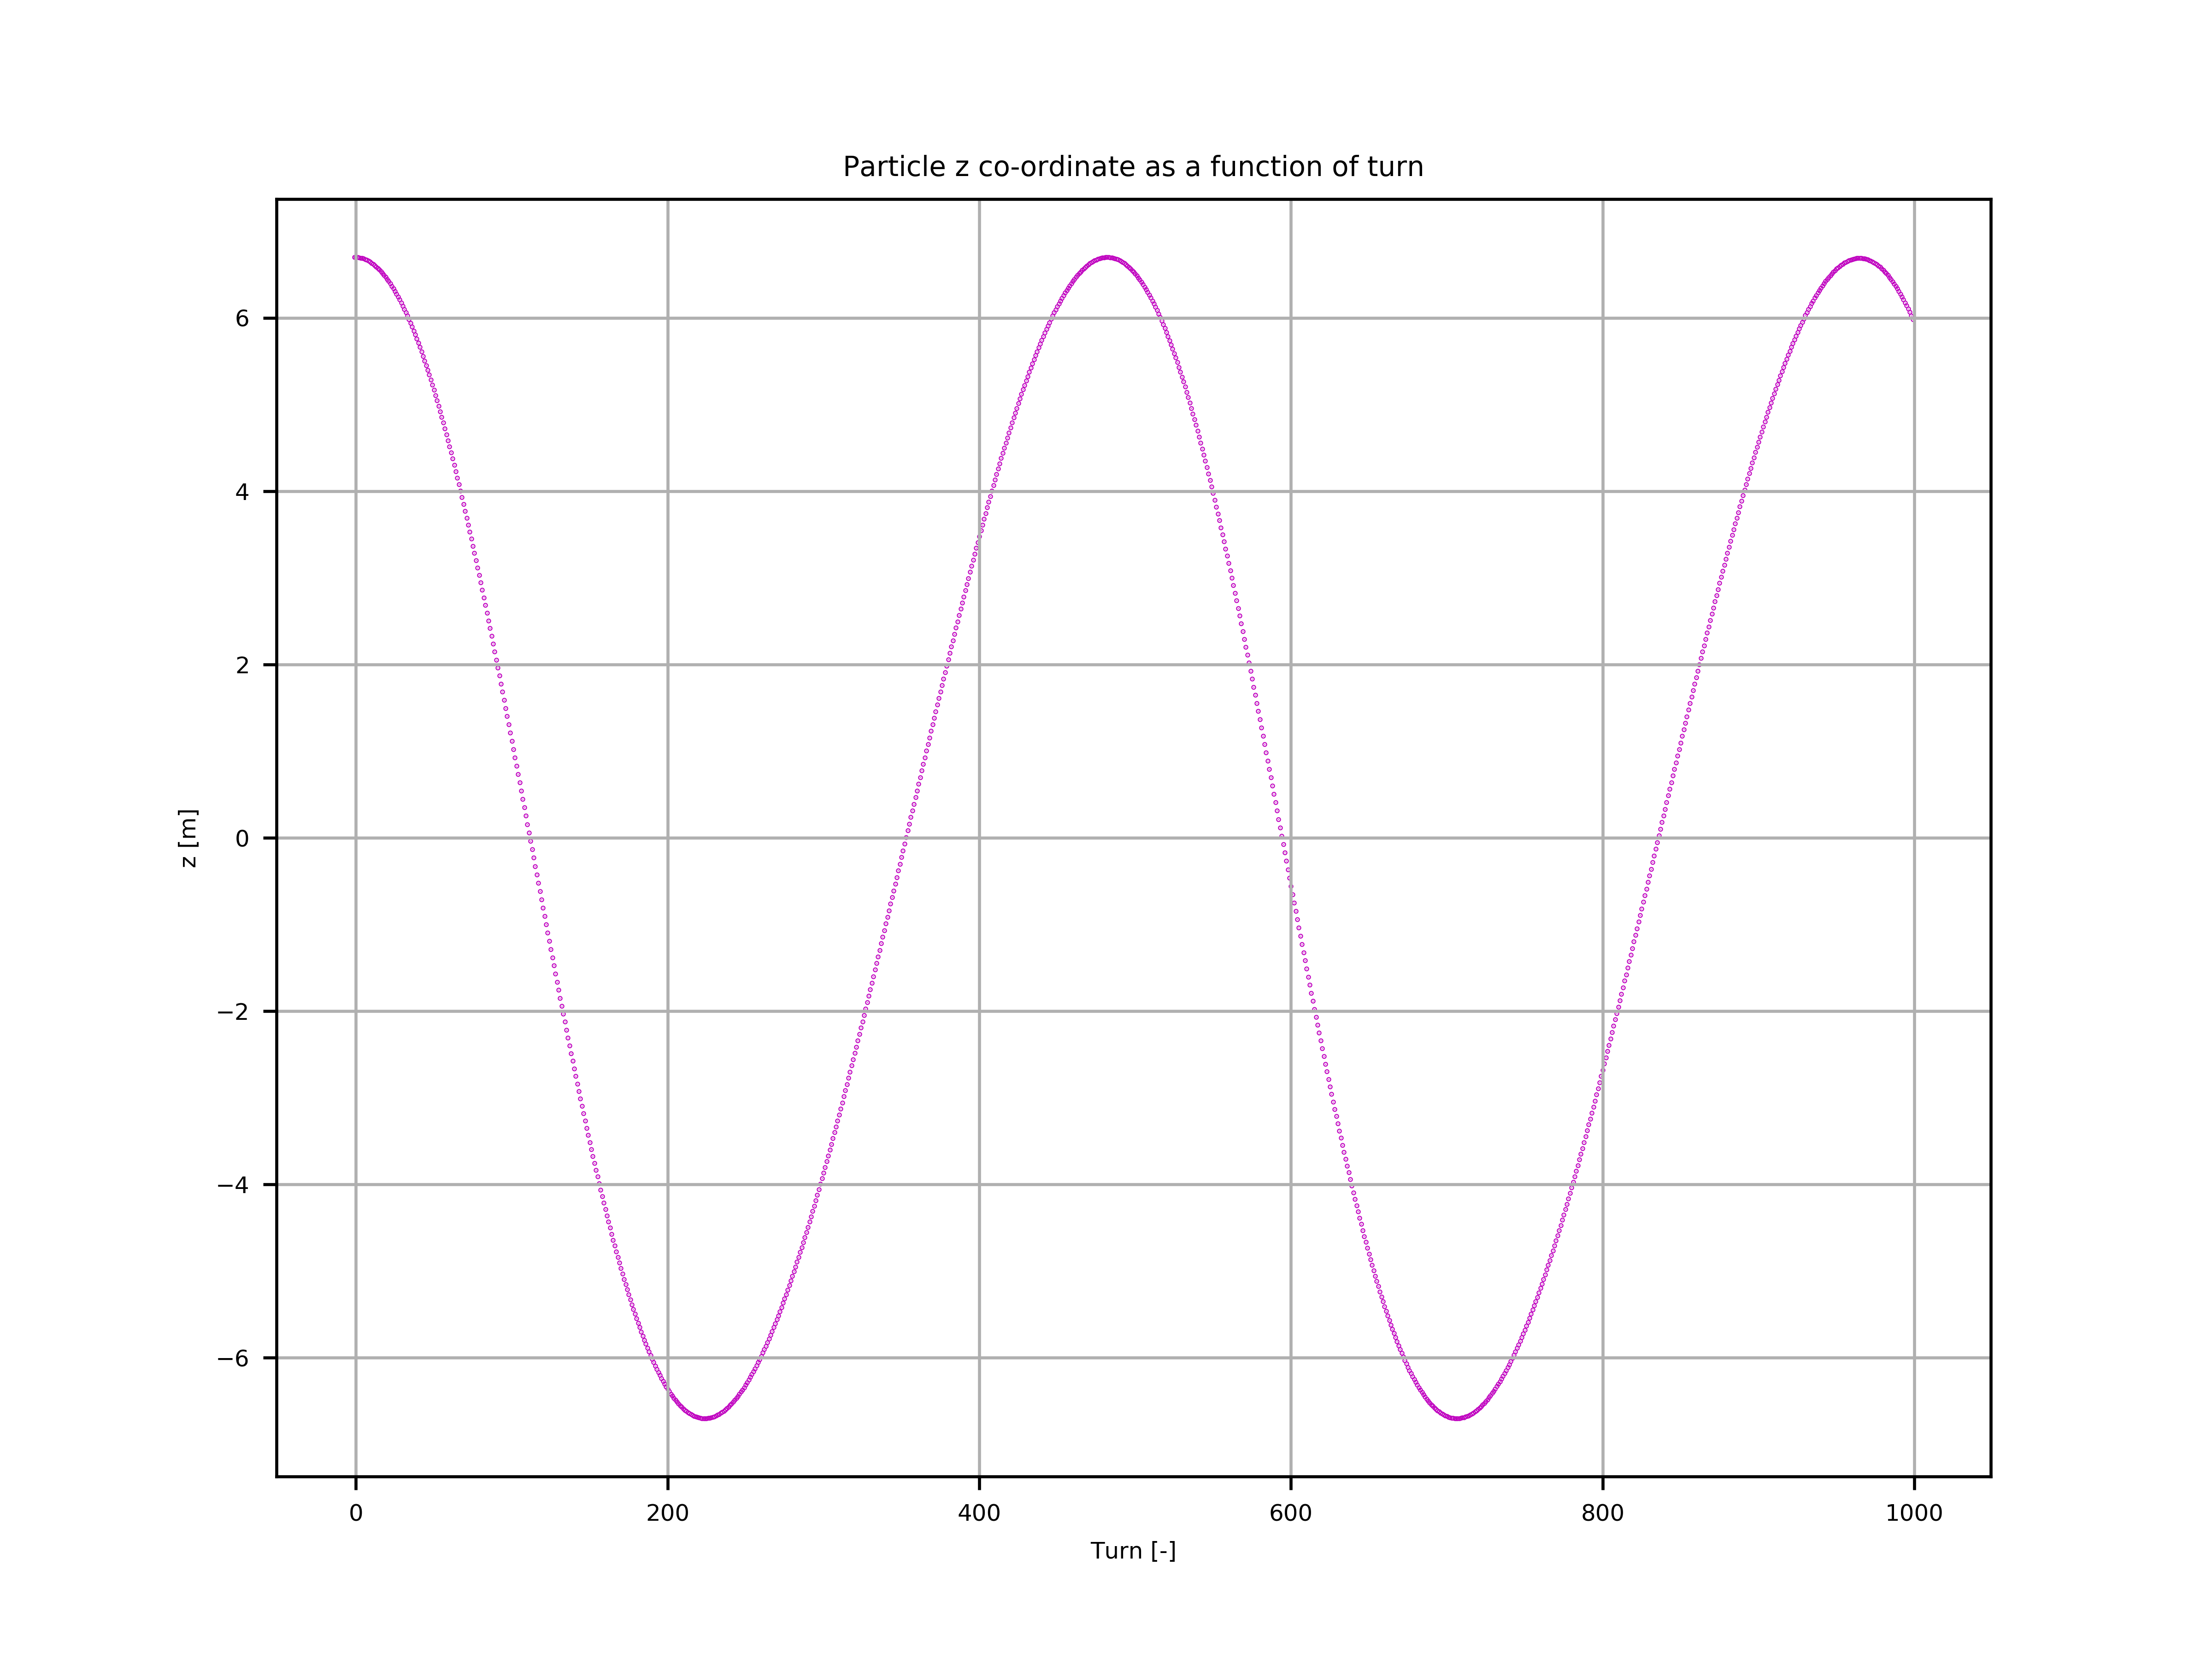 Particle z co-ordinate as a function of turn
6
4
2
0
−2
−4
−6
z [m]
0 200 400 600 800 1000
Turn [-]